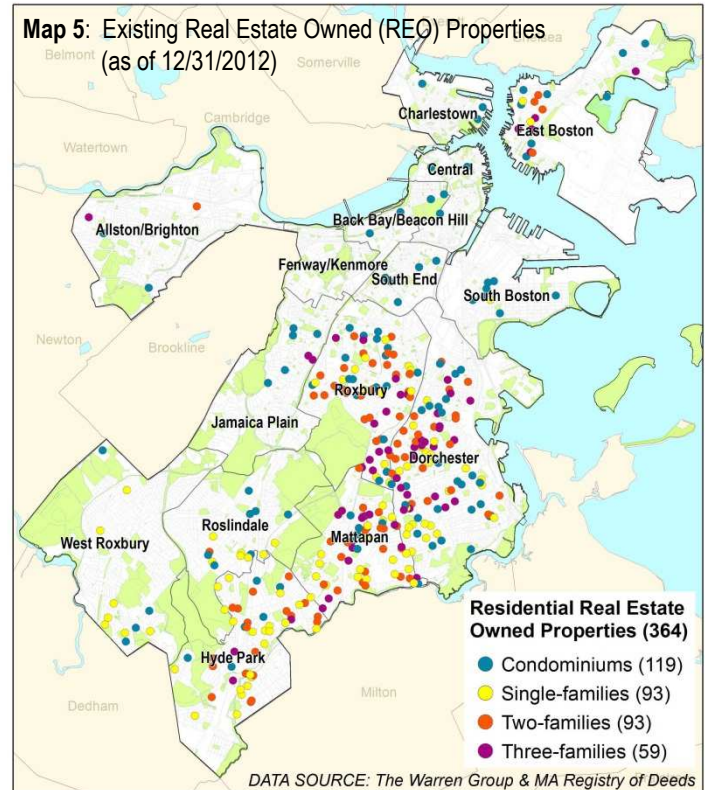 Map 5: Existing Real Estate Owned (REO) Properties
(as of 12/31/2012)
Belmont
Somerville
Chelsea
Cambridge
Charlestown
Watertown
East Boston
Central
Back Bay/Beacon Hill
Allston/Brighton
Fenway/Kenmore
South End
South Boston
Newton
Brookline
Roxbury
Jamaica Plain
Dorchester
West Roxbury
Roslindale
Mattapan
Hyde Park
Dedham
Milton
Residential Real Estate
Owned Properties (364)
Condominiums (119)
Single-families (93)
Two-families (93)
Three-families (59)
DATA SOURCE: The Warren Group & MA Registry of Deeds